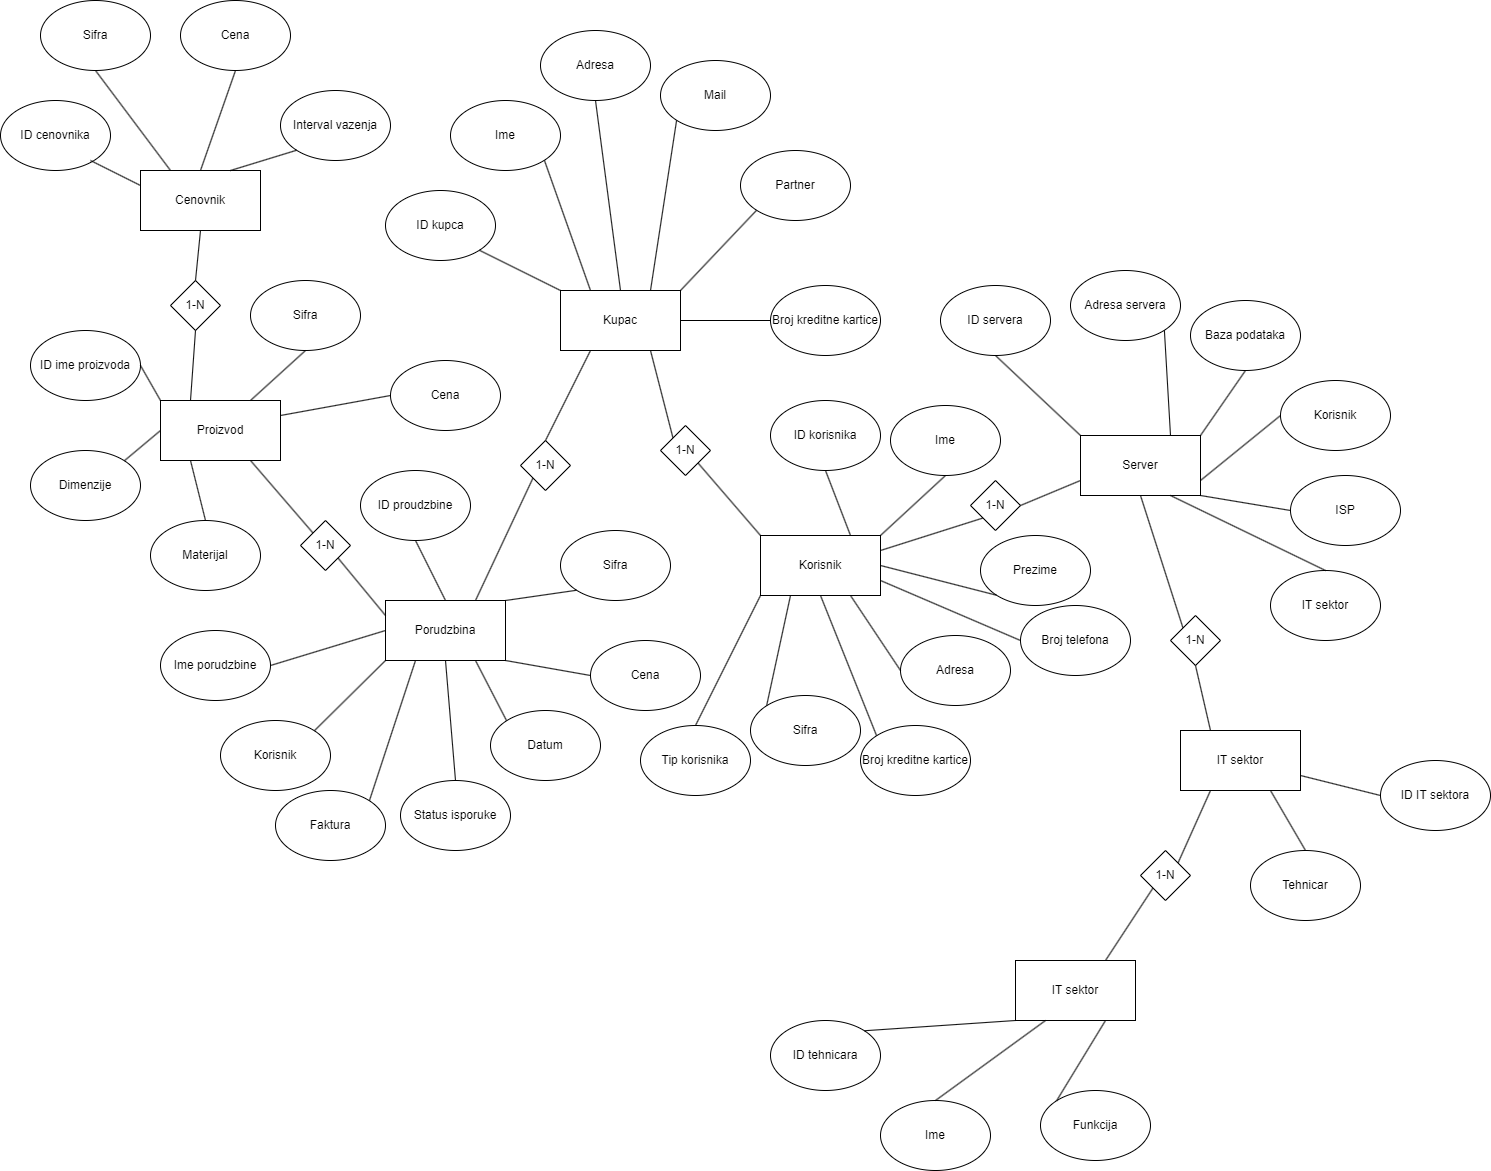 Sifra
Cena
ID cenovnika
Interval vazenja
Cenovnik
1-N
Adresa
Mail
Ime
Partner
ID kupca
Kupac
Broj kreditne kartice
Sifra
ID ime proizvoda
Cena
Proizvod
Dimenzije
Materijal
1-N
1-N
1-N
ID servera
Adresa servera
Baza podataka
Korisnik
Server
ISP
IT sektor
ID korisnika
Ime
1-N
Korisnik
Prezime
Broj telefona
Adresa
Sifra
Tip korisnika
Broj kreditne kartice
ID proudzbine
Sifra
Porudzbina
Ime porudzbine
Cena
Korisnik
Datum
Faktura
Status isporuke
1-N
IT sektor
ID IT sektora
Tehnicar
1-N
IT sektor
ID tehnicara
Ime
Funkcija